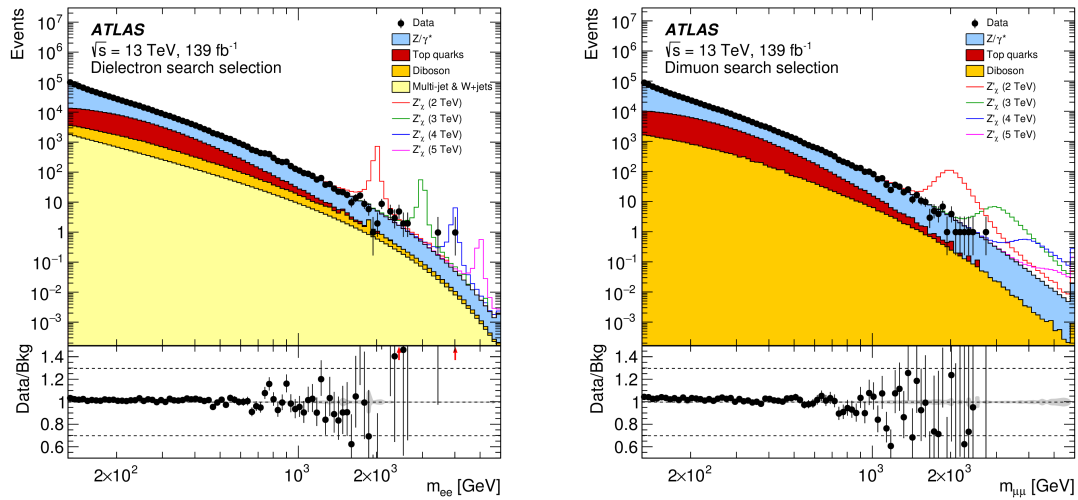 Events
10⁷
10⁶
10⁵
10⁴
10³
10²
10
1
10⁻¹
10⁻²
10⁻³
ATLAS
√s = 13 TeV, 139 fb⁻¹
Dielectron search selection
Data
Z/γ*
Top quarks
Diboson
Multi-jet & W+jets
Z'χ (2 TeV)
Z'χ (3 TeV)
Z'χ (4 TeV)
Z'χ (5 TeV)
Data/Bkg
1.4
1.2
1
0.8
0.6
2×10²
10³
2×10³
mee [GeV]
Events
10⁷
10⁶
10⁵
10⁴
10³
10²
10
1
10⁻¹
10⁻²
10⁻³
ATLAS
√s = 13 TeV, 139 fb⁻¹
Dimuon search selection
Data
Z/γ*
Top quarks
Diboson
Z'χ (2 TeV)
Z'χ (3 TeV)
Z'χ (4 TeV)
Z'χ (5 TeV)
Data/Bkg
1.4
1.2
1
0.8
0.6
2×10²
10³
2×10³
mμμ [GeV]